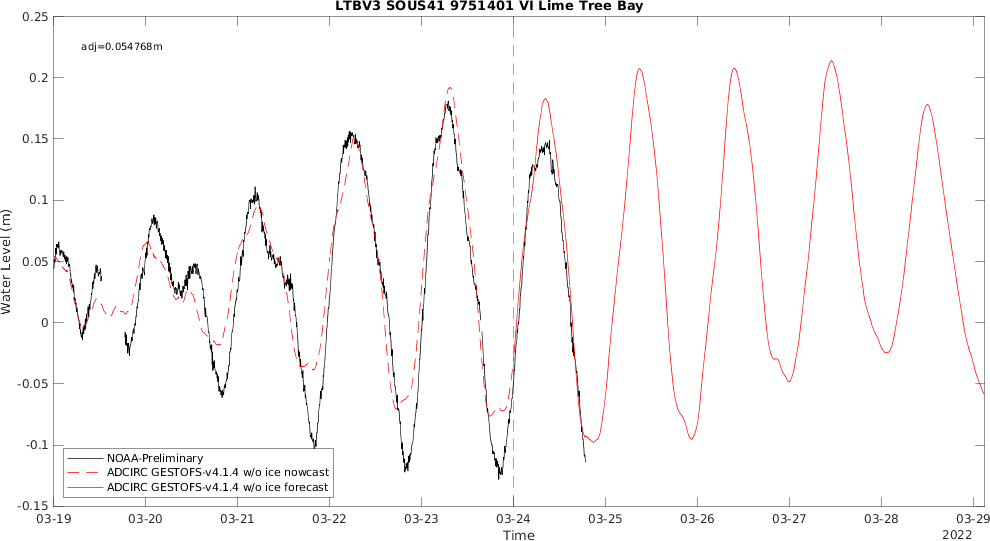 LTBV3 SOUS41 9751401 VI Lime Tree Bay
adj=0.054768m
Water Level (m)
0.25
0.2
0.15
0.1
0.05
0
-0.05
-0.1
-0.15
NOAA-Preliminary
ADCIRC GESTOFS-v4.1.4 w/o ice nowcast
ADCIRC GESTOFS-v4.1.4 w/o ice forecast
03-19 03-20 03-21 03-22 03-23 03-24 03-25 03-26 03-27 03-28 03-29
Time
2022